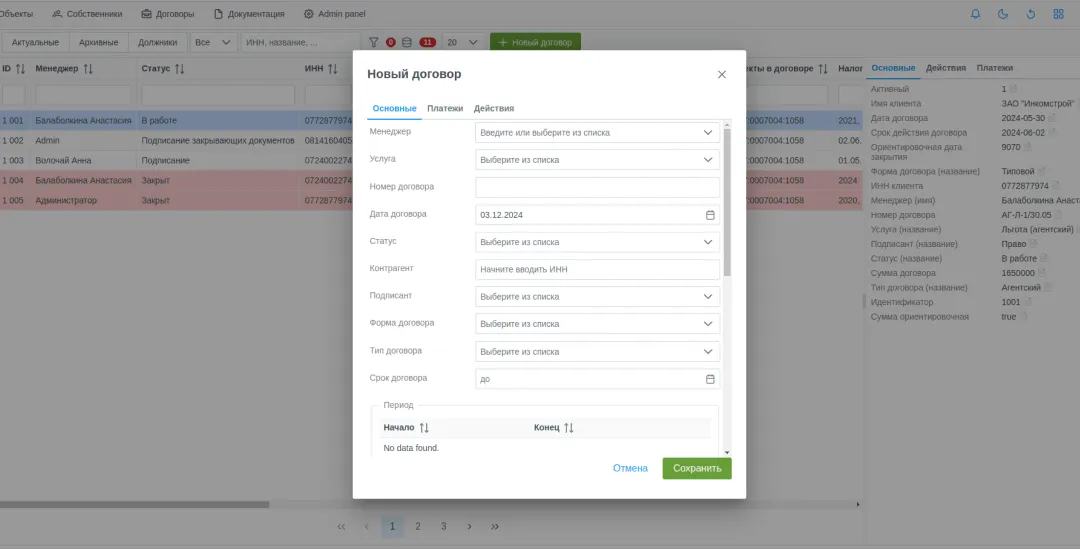 Объекты Собственники Договоры Документация Admin panel
Актуальные Архивные Должники Все ИНН, название, ... 0 11 20 + Новый договор
ID Менеджер Статус ИНН
1 001 Балаболкина Анастасия В работе 0772877974
1 002 Admin Подписание закрывающих документов 0814160405
1 003 Волочай Анна Подписание 0724002274
1 004 Балаболкина Анастасия Закрыт 0724002274
1 005 Администратор Закрыт 0772877974
Новый договор
Основные Платежи Действия
Менеджер Введите или выберите из списка
Услуга Выберите из списка
Номер договора
Дата договора 03.12.2024
Статус Выберите из списка
Контрагент Начните вводить ИНН
Подписант Выберите из списка
Форма договора Выберите из списка
Тип договора Выберите из списка
Срок договора до
Период
Начало Конец
No data found.
Отмена Сохранить
екты в договоре Налог
:0007004:1058 2021,
02.06.
:0007004:1058 01.05.
:0007004:1058 2024
:0007004:1058 2020,
Основные Действия Платежи
Активный 1
Имя клиента ЗАО "Инкомстрой"
Дата договора 2024-05-30
Срок действия договора 2024-06-02
Ориентировочная дата 9070
закрытия
Форма договора (название) Типовой
ИНН клиента 0772877974
Менеджер (имя) Балаболкина Анаста
Номер договора АГ-Л-1/30.05
Услуга (название) Льгота (агентский)
Подписант (название) Право
Статус (название) В работе
Сумма договора 1650000
Тип договора (название) Агентский
Идентификатор 1001
Сумма ориентировочная true
‹‹ ‹ 1 2 3 › ››